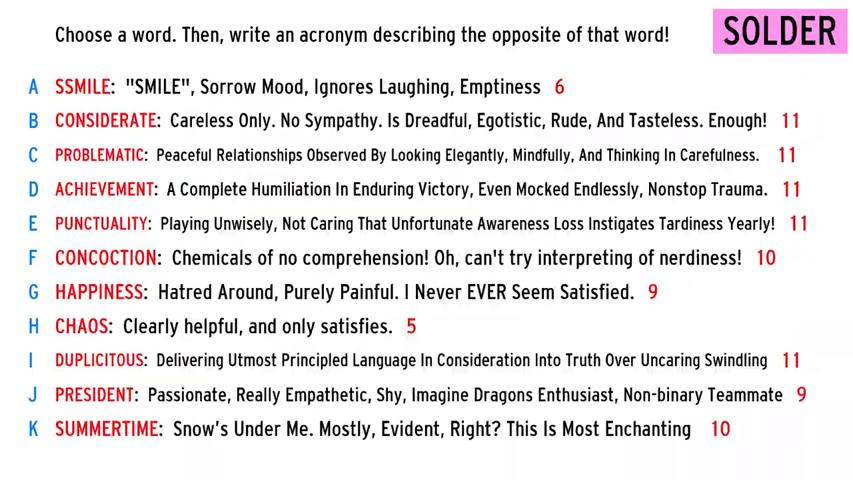 Choose a word. Then, write an acronym describing the opposite of that word!
SOLDER
A SSMILE: "SMILE", Sorrow Mood, Ignores Laughing, Emptiness 6
B CONSIDERATE: Careless Only. No Sympathy. Is Dreadful, Egotistic, Rude, And Tasteless. Enough! 11
C PROBLEMATIC: Peaceful Relationships Observed By Looking Elegantly, Mindfully, And Thinking In Carefulness. 11
D ACHIEVEMENT: A Complete Humiliation In Enduring Victory, Even Mocked Endlessly, Nonstop Trauma. 11
E PUNCTUALITY: Playing Unwisely, Not Caring That Unfortunate Awareness Loss Instigates Tardiness Yearly! 11
F CONCOCTION: Chemicals of no comprehension! Oh, can't try interpreting of nerdiness! 10
G HAPPINESS: Hatred Around, Purely Painful. I Never EVER Seem Satisfied. 9
H CHAOS: Clearly helpful, and only satisfies. 5
I DUPLICITOUS: Delivering Utmost Principled Language In Consideration Into Truth Over Uncaring Swindling 11
J PRESIDENT: Passionate, Really Empathetic, Shy, Imagine Dragons Enthusiast, Non-binary Teammate 9
K SUMMERTIME: Snow's Under Me. Mostly, Evident, Right? This Is Most Enchanting 10